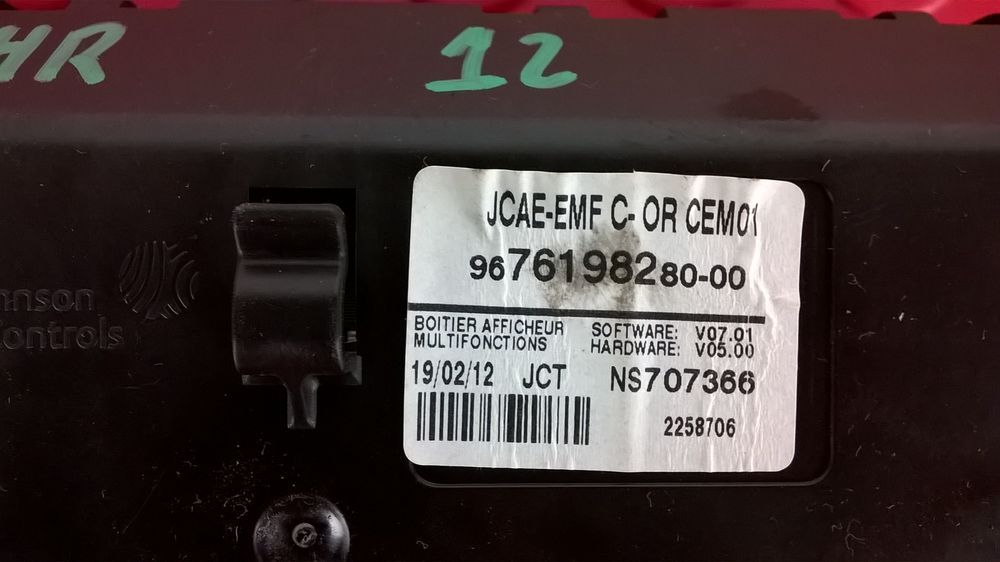 HR 12
JCAE-EMF C- OR CEM01
9676198280-00
BOITIER AFFICHEUR
MULTIFONCTIONS
SOFTWARE: V07.01
HARDWARE: V05.00
19/02/12 JCT NS707366
2258706
nson
ontrols